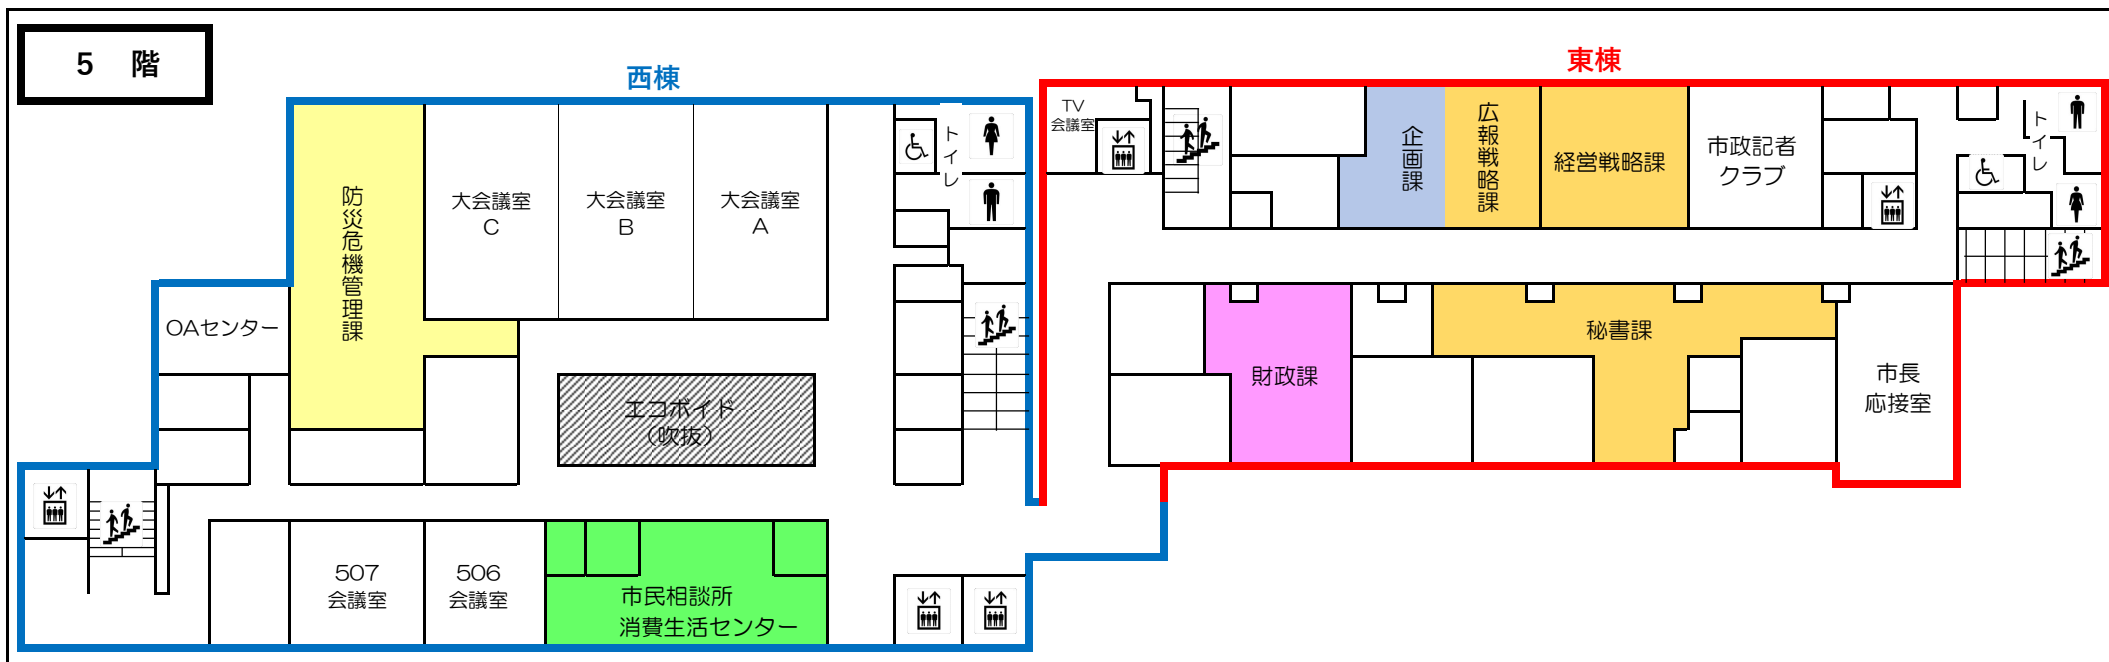 5 階
西棟
東棟
防災危機管理課
大会議室
C
大会議室
B
大会議室
A
トイレ
OAセンター
エコボイド
(吹抜)
507
会議室
506
会議室
市民相談所
消費生活センター
TV
会議室
企画課
広報戦略課
経営戦略課
市政記者
クラブ
トイレ
財政課
秘書課
市長
応接室